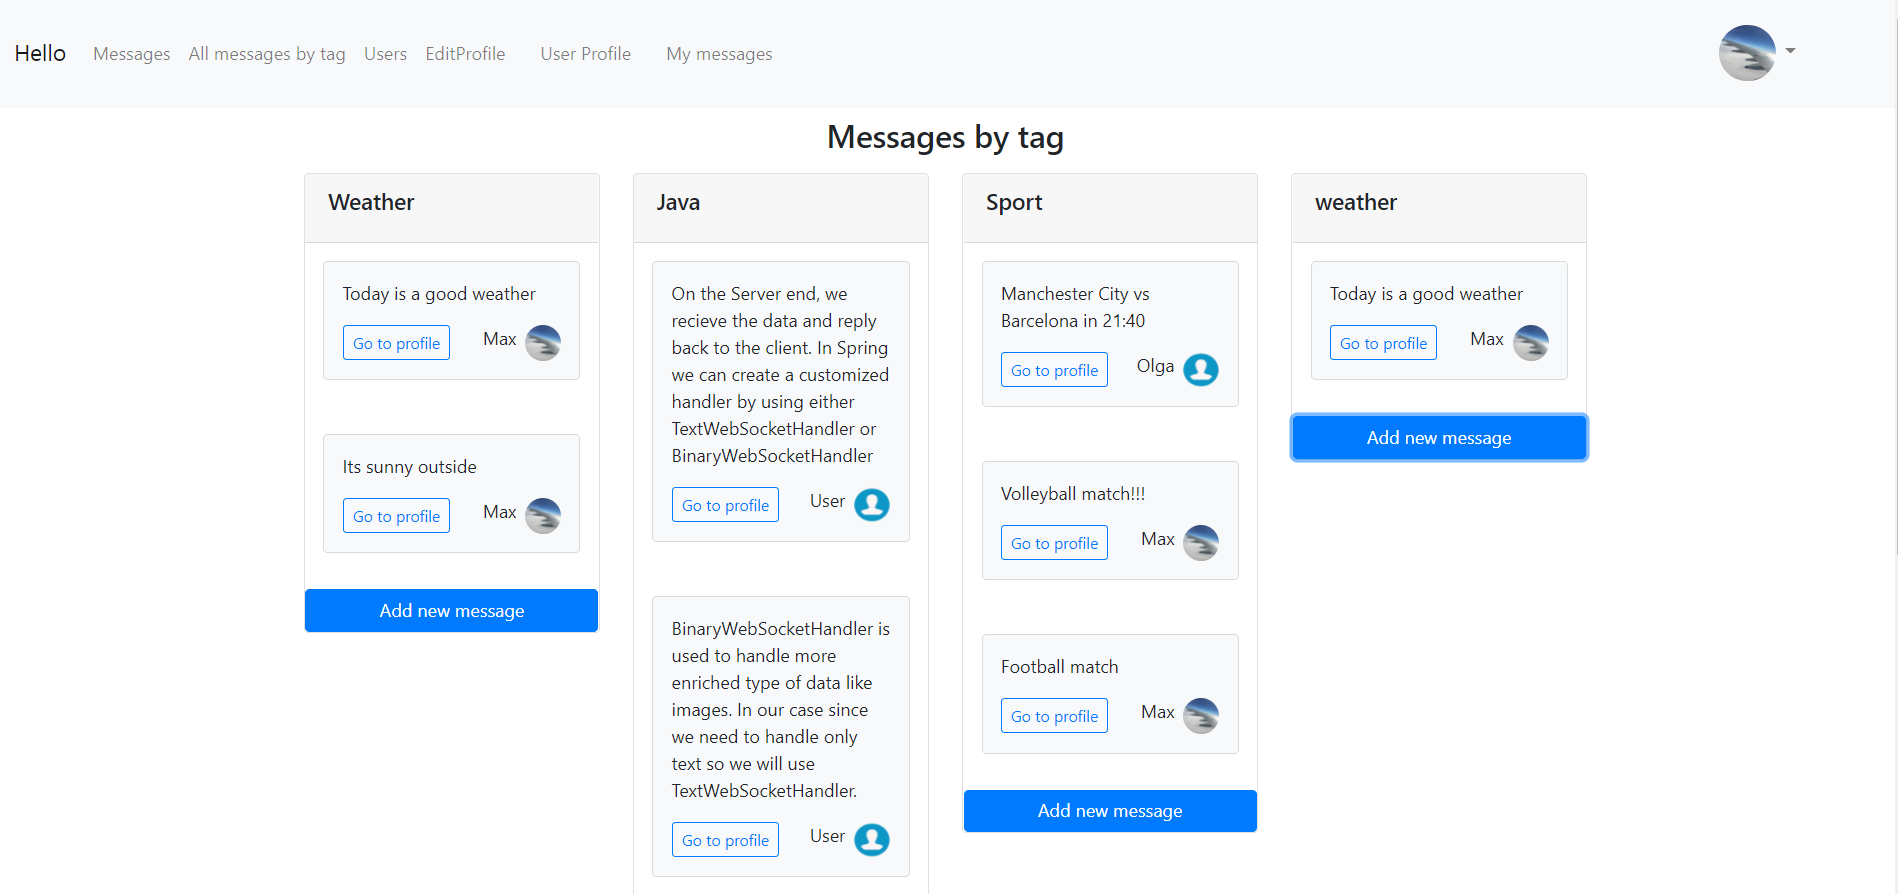 Hello Messages All messages by tag Users EditProfile User Profile My messages
Messages by tag
Weather
Today is a good weather
Go to profile Max
Its sunny outside
Go to profile Max
Add new message
Java
On the Server end, we
recieve the data and reply
back to the client. In Spring
we can create a customized
handler by using either
TextWebSocketHandler or
BinaryWebSocketHandler
Go to profile User
BinaryWebSocketHandler is
used to handle more
enriched type of data like
images. In our case since
we need to handle only
text so we will use
TextWebSocketHandler.
Go to profile User
Sport
Manchester City vs
Barcelona in 21:40
Go to profile Olga
Volleyball match!!!
Go to profile Max
Football match
Go to profile Max
Add new message
weather
Today is a good weather
Go to profile Max
Add new message